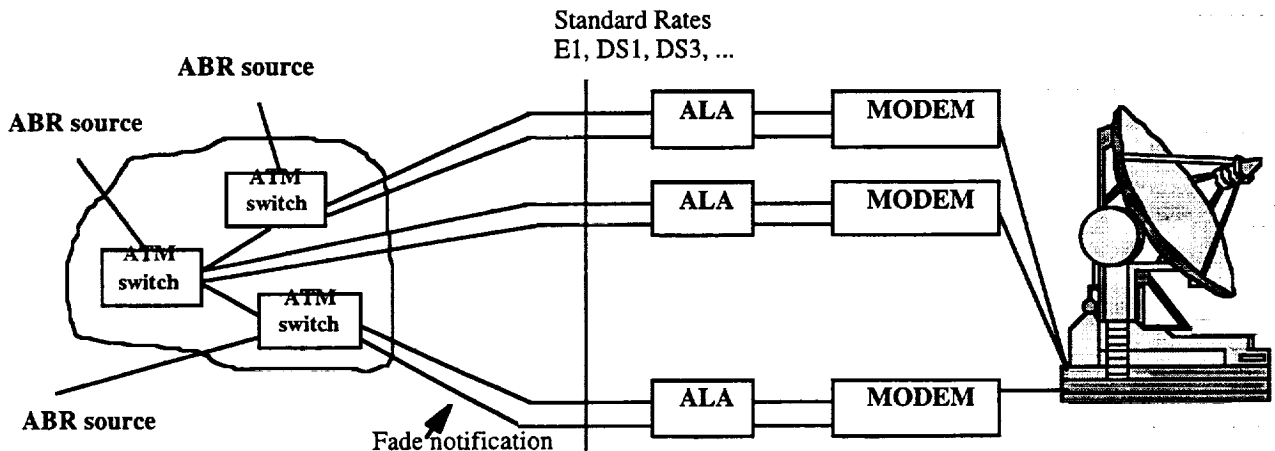 Standard Rates
E1, DS1, DS3, ...
ABR source
ABR source
ALA
MODEM
ATM
switch
ALA
MODEM
ATM
switch
ATM
switch
ALA
MODEM
ABR source
Fade notification